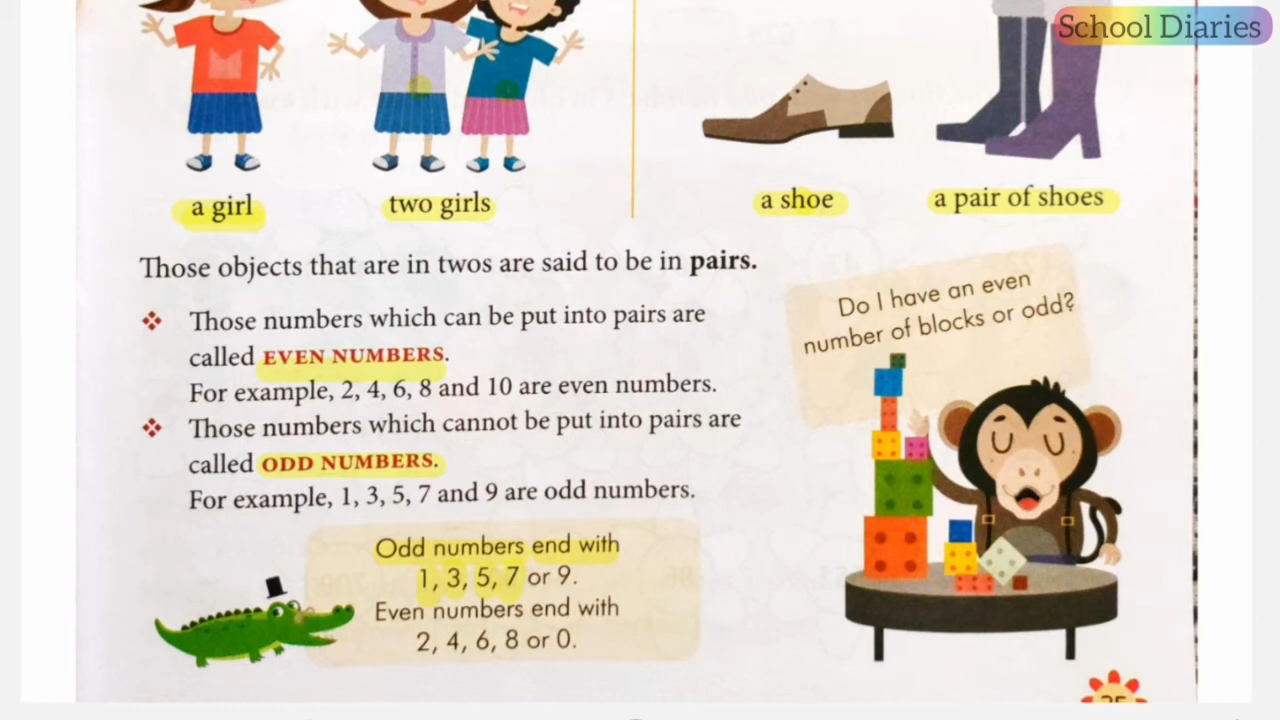 School Diaries
a girl
two girls
a shoe
a pair of shoes
Those objects that are in twos are said to be in pairs.
Those numbers which can be put into pairs are
called EVEN NUMBERS.
For example, 2, 4, 6, 8 and 10 are even numbers.
Those numbers which cannot be put into pairs are
called ODD NUMBERS.
For example, 1, 3, 5, 7 and 9 are odd numbers.
Do I have an even
number of blocks or odd?
Odd numbers end with
1, 3, 5, 7 or 9.
Even numbers end with
2, 4, 6, 8 or 0.